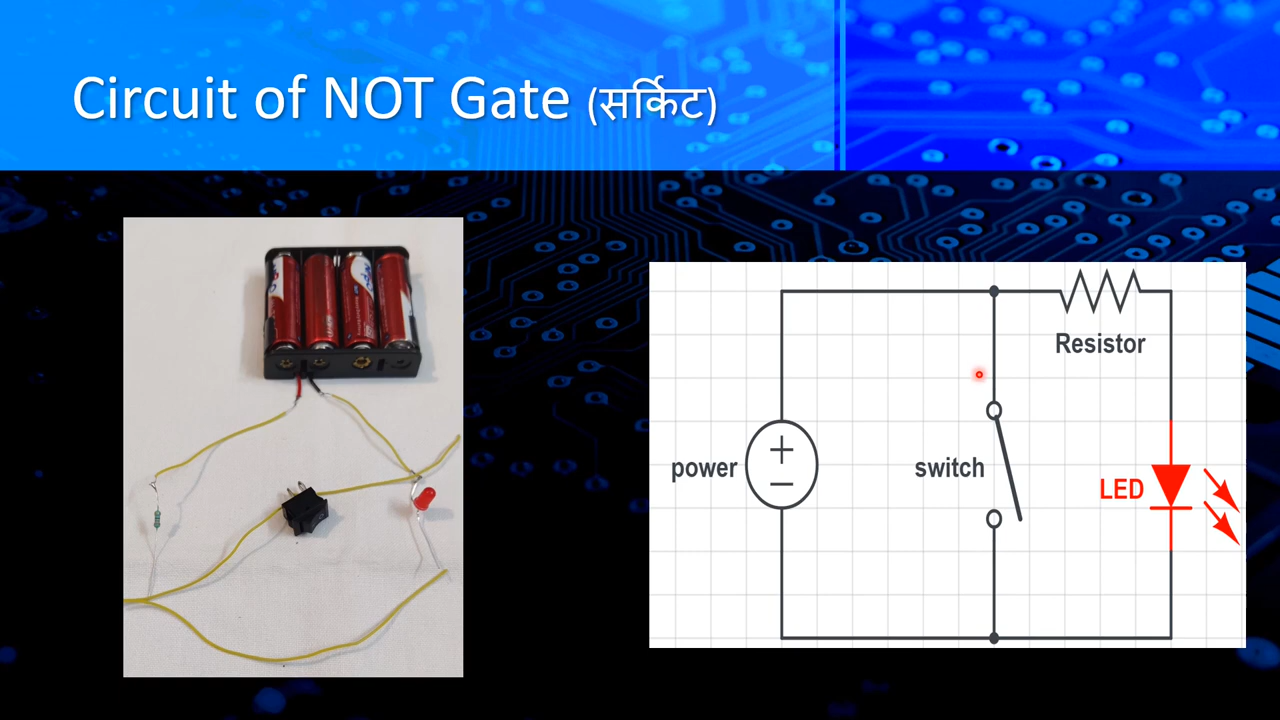 Circuit of NOT Gate (सर्किट)
Resistor
power
switch
LED